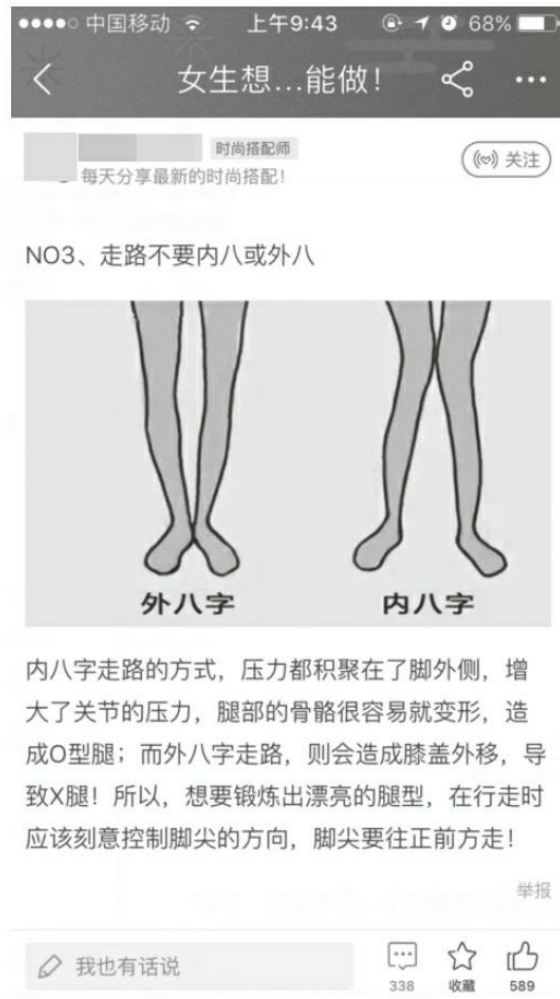 中国移动 上午9:43 68%
女生想...能做！
时尚搭配师
关注
每天分享最新的时尚搭配！
NO3、走路不要内八或外八
外八字 内八字
内八字走路的方式，压力都积聚在了脚外侧，增
大了关节的压力，腿部的骨骼很容易就变形，造
成O型腿；而外八字走路，则会造成膝盖外移，导
致X腿！所以，想要锻炼出漂亮的腿型，在行走时
应该刻意控制脚尖的方向，脚尖要往正前方走！
举报
我也有话说
338 收藏 589